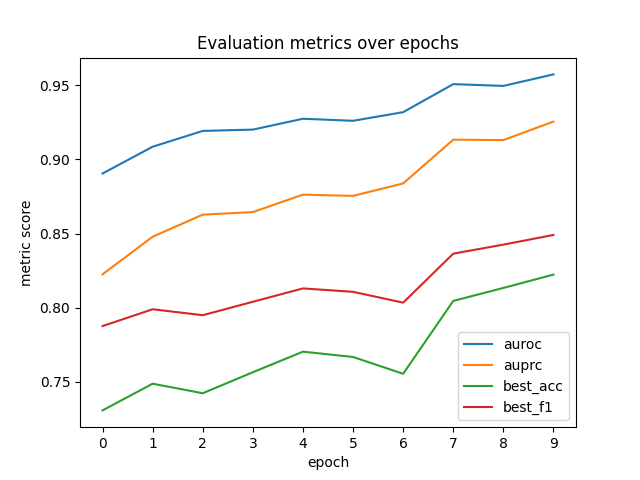 Evaluation metrics over epochs
metric score
0.95
0.90
0.85
0.80
0.75
auroc
auprc
best_acc
best_f1
0 1 2 3 4 5 6 7 8 9
epoch